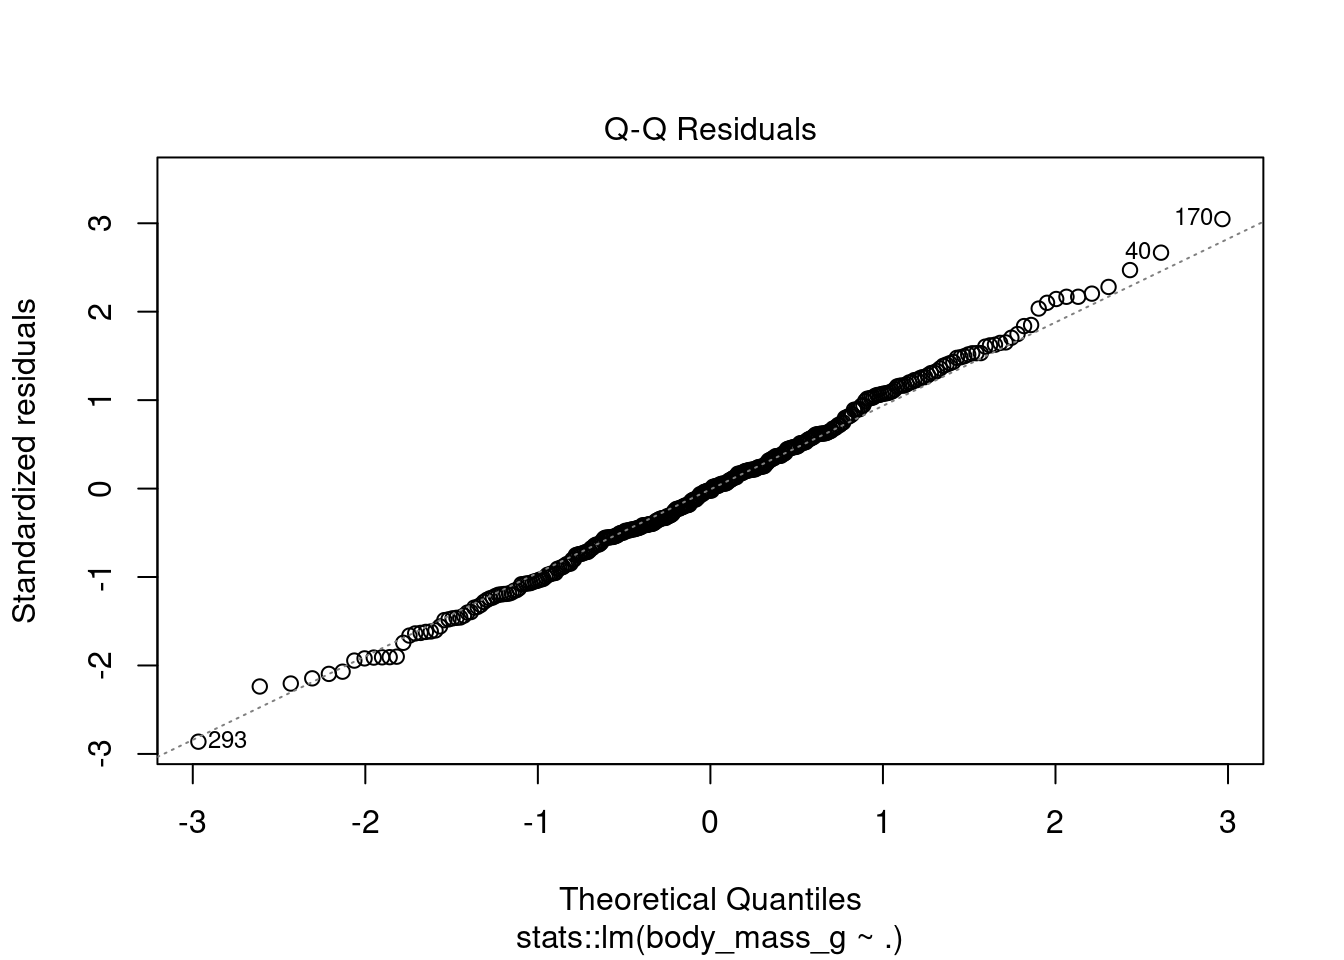 Q-Q Residuals
Standardized residuals
3
2
1
0
-1
-2
-3
170
40
293
-3 -2 -1 0 1 2 3
Theoretical Quantiles
stats::lm(body_mass_g ~ .)